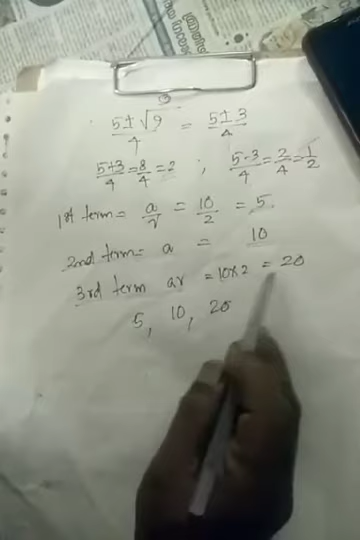 9
5±√9/4 = 5±3/4
5+3/4 = 8/4 = 2 ; 5-3/4 = 2/4 = 1/2
1st term = a/r = 10/2 = 5.
2nd term = a = 10
3rd term ar = 10×2 = 20
5, 10, 20